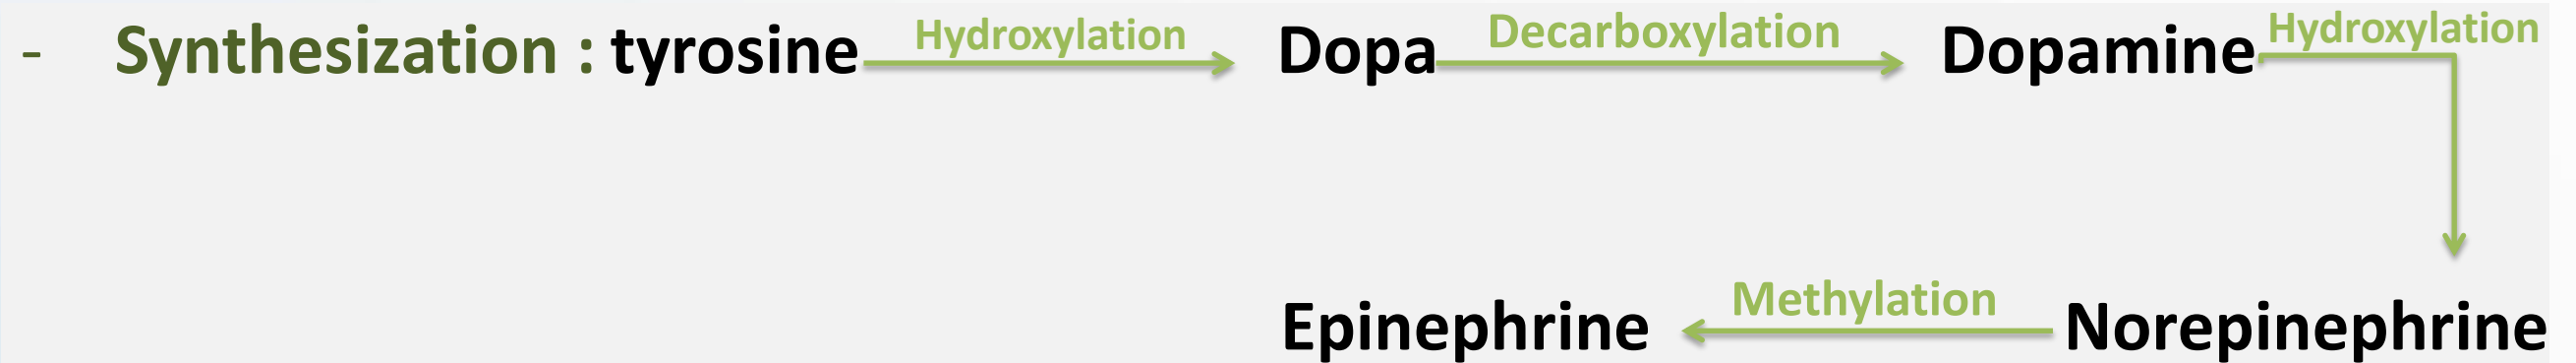 - Synthesization : tyrosine Hydroxylation Dopa Decarboxylation Dopamine Hydroxylation
Epinephrine Methylation Norepinephrine